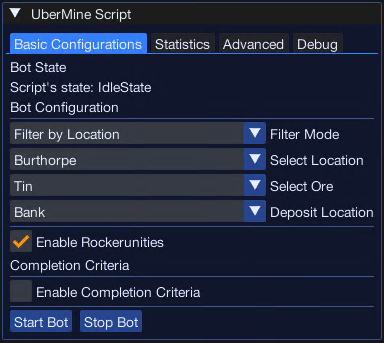 UberMine Script
Basic Configurations Statistics Advanced Debug
Bot State
Script's state: IdleState
Bot Configuration
Filter by Location Filter Mode
Burthorpe Select Location
Tin Select Ore
Bank Deposit Location
Enable Rockerunities
Completion Criteria
Enable Completion Criteria
Start Bot Stop Bot